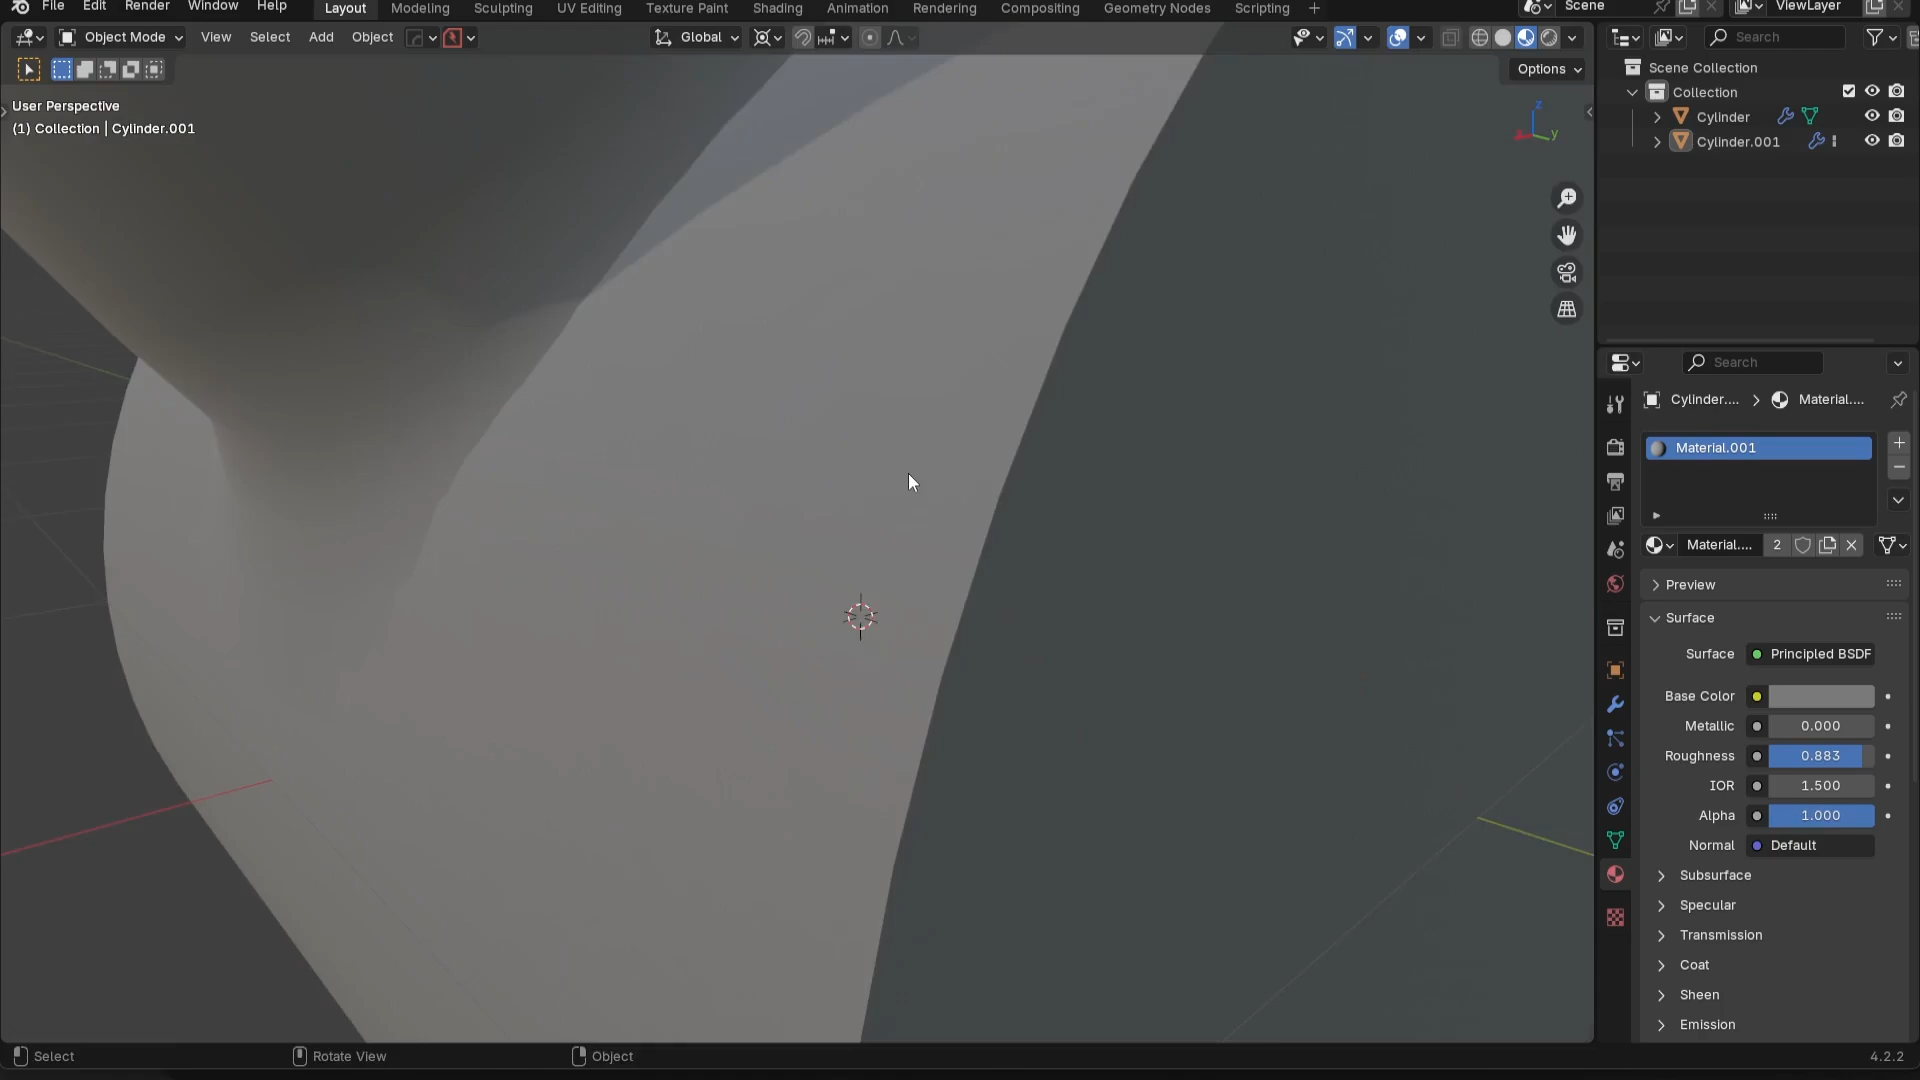 File Edit Render Window Help Layout Modeling Sculpting UV Editing Texture Paint Shading Animation Rendering Compositing Geometry Nodes Scripting + Scene ViewLayer
Object Mode View Select Add Object Global Search
Options
User Perspective
(1) Collection | Cylinder.001
z
y
Scene Collection
Collection
Cylinder
Cylinder.001
Search
Cylinder.... Material....
Material.001
Material.... 2
Preview
Surface
Surface Principled BSDF
Base Color
Metallic 0.000
Roughness 0.883
IOR 1.500
Alpha 1.000
Normal Default
Subsurface
Specular
Transmission
Coat
Sheen
Emission
Select Rotate View Object 4.2.2